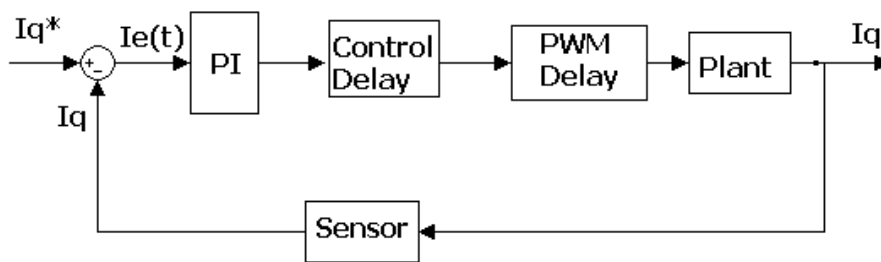 Iq*
+
-
Ie(t)
PI
Control
Delay
PWM
Delay
Plant
Iq
Iq
Sensor